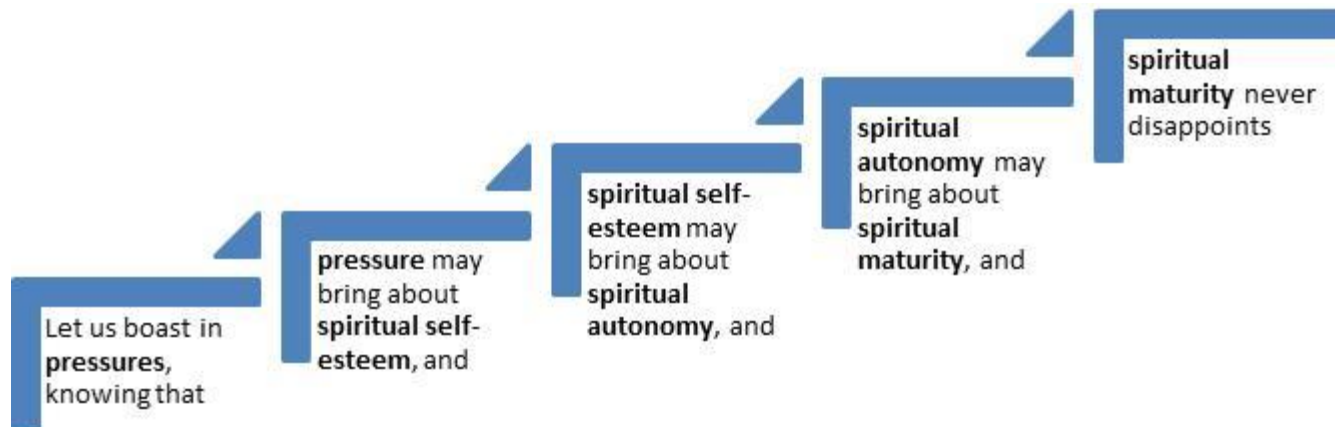 Let us boast in
pressures,
knowing that
pressure may
bring about
spiritual self-
esteem, and
spiritual self-
esteem may
bring about
spiritual
autonomy, and
spiritual
autonomy may
bring about
spiritual
maturity, and
spiritual
maturity never
disappoints